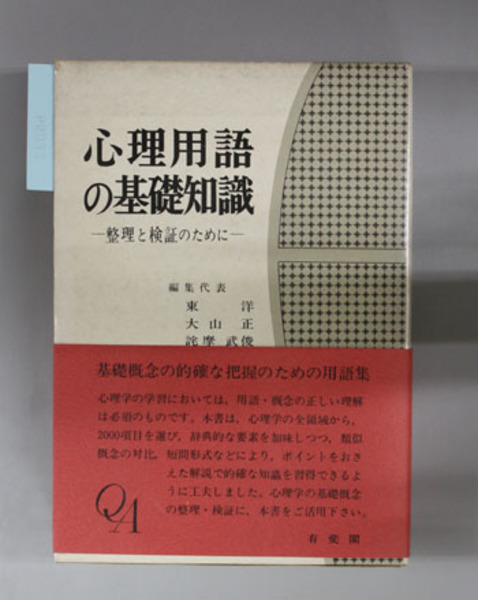 心理用語
の基礎知識
—整理と検証のために—
編集代表
東 洋
大山 正
詫摩 武俊
基礎概念の的確な把握のための用語集
心理学の学習においては，用語・概念の正しい理解
は必須のものです。本書は，心理学の全領域から，
2000項目を選び，辞典的な要素を加味しつつ，類似
概念の対比，短問形式などにより，ポイントをおさ
えた解説で的確な知識を習得できるよ
うに工夫しました。心理学の基礎概念
の整理・検証に，本書をご活用下さい。
QA
有斐閣